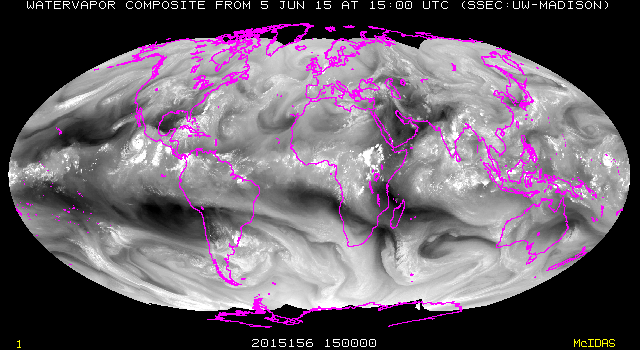 WATERVAPOR COMPOSITE FROM 5 JUN 15 AT 15:00 UTC (SSEC:UW-MADISON)
1 2015156 150000 McIDAS